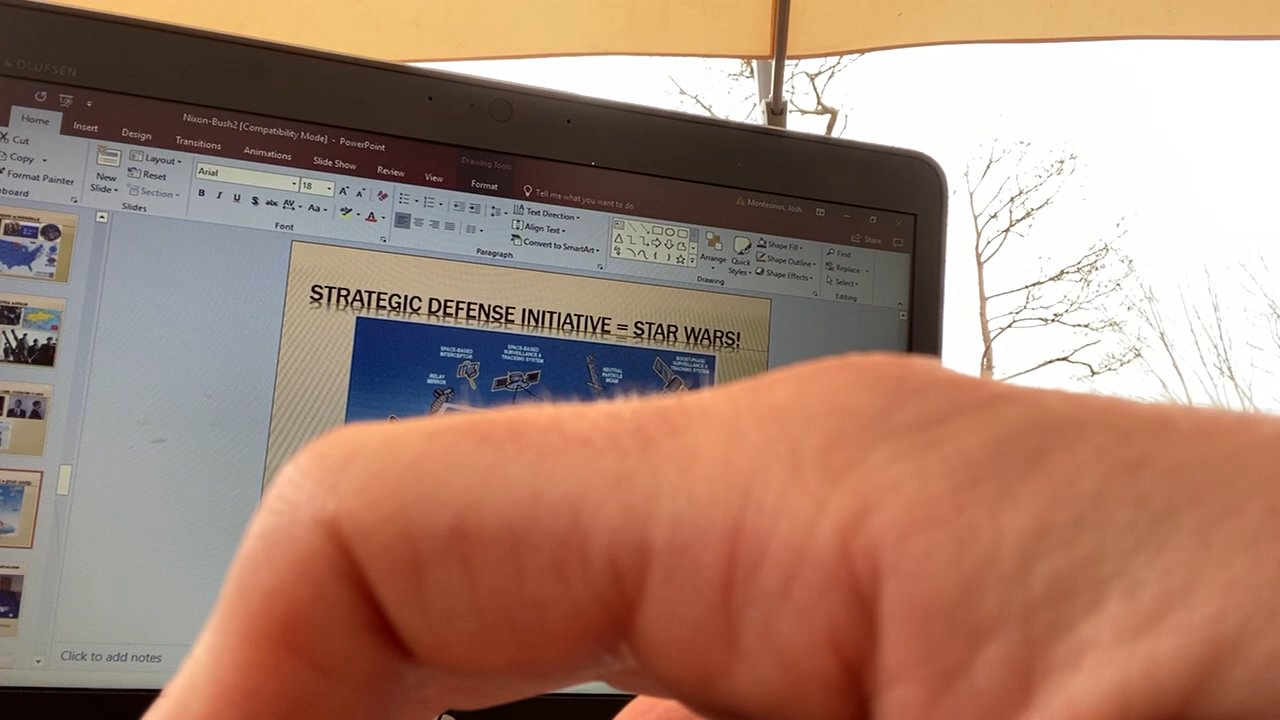 & OLUFSEN
Nixon-Bush2 [Compatibility Mode] - PowerPoint
Drawing Tools
Montesinos, Josh
Home
Insert
Design
Transitions
Animations
Slide Show
Review
View
Format
Tell me what you want to do
Share
Cut
Copy
Format Painter
New
Slide
Layout
Reset
Section
Slides
Arial
18
B I U S abc AV Aa A
Font
Text Direction
Align Text
Convert to SmartArt
Paragraph
Arrange
Quick
Styles
Shape Fill
Shape Outline
Shape Effects
Drawing
Find
Replace
Select
Editing
STRATEGIC DEFENSE INITIATIVE = STAR WARS!
SPACE-BASED
INTERCEPTOR
SPACE-BASED
SURVEILLANCE &
TRACKING SYSTEM
BOOST-PHASE
SURVEILLANCE &
TRACKING SYSTEM
RELAY
MIRROR
NEUTRAL
PARTICLE
BEAM
Click to add notes